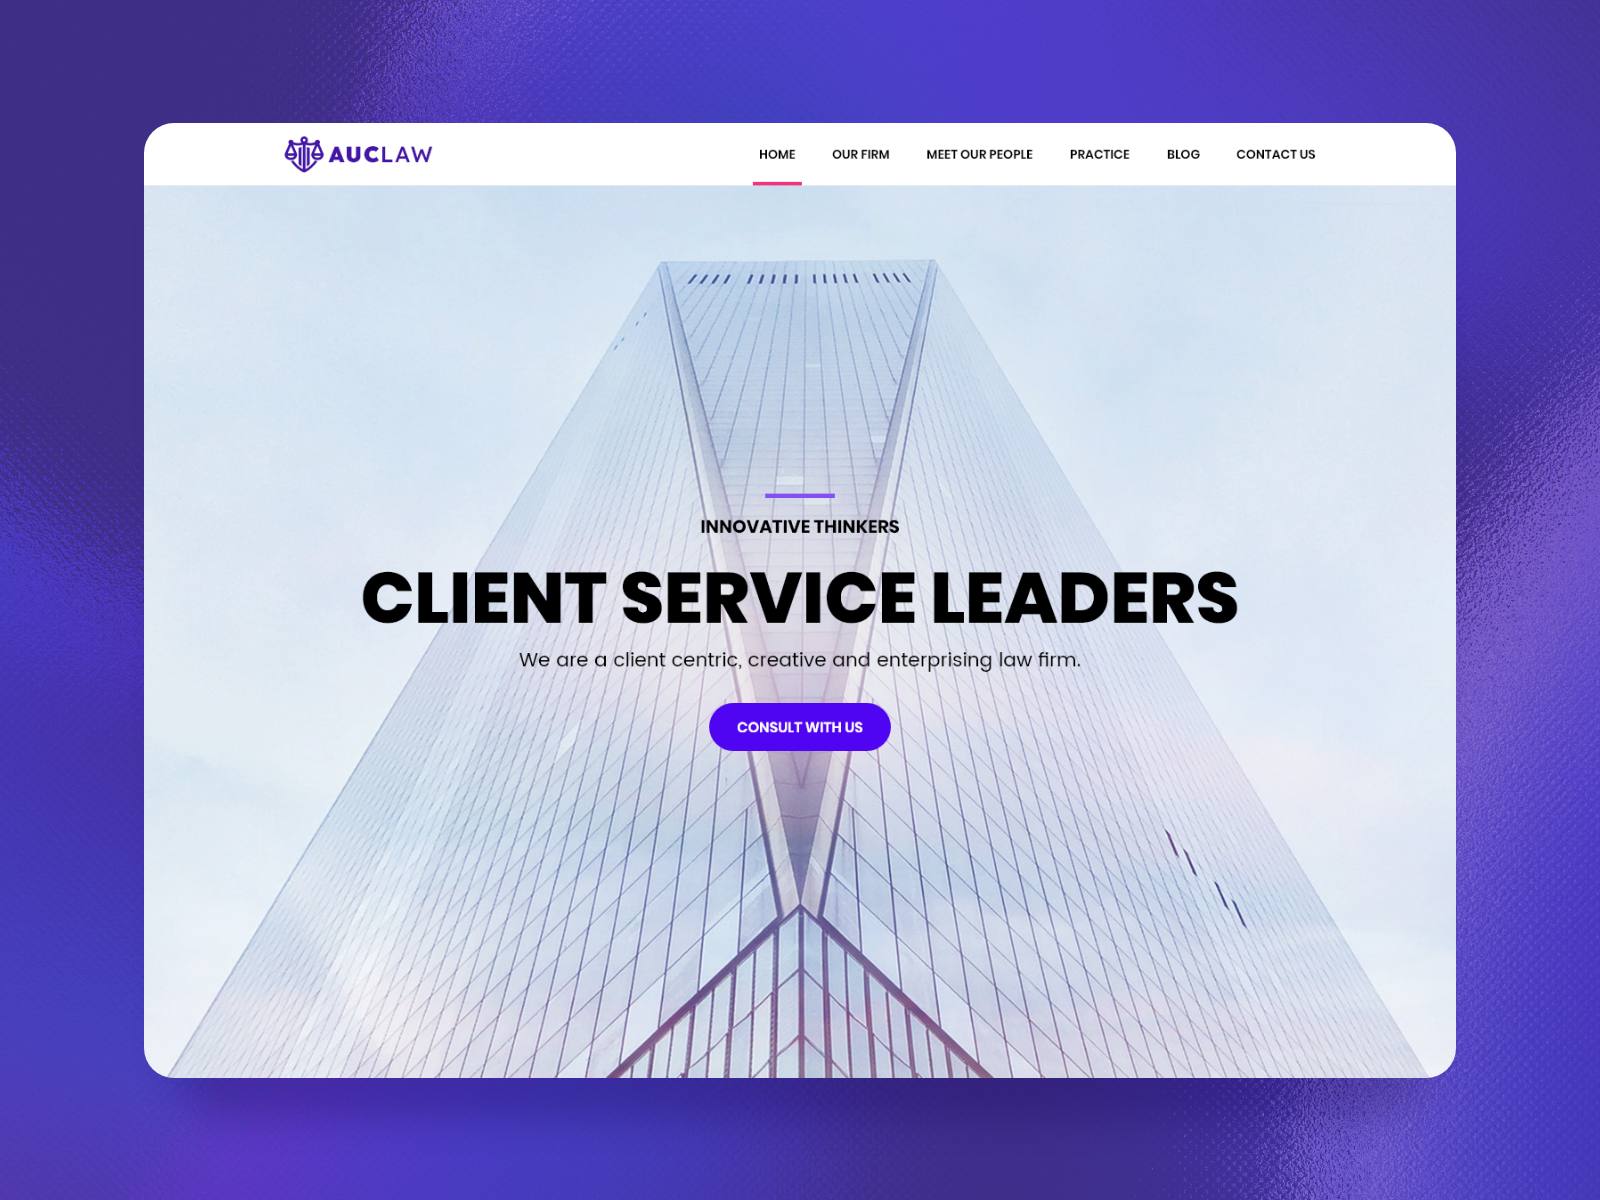 AUCLAW
HOME OUR FIRM MEET OUR PEOPLE PRACTICE BLOG CONTACT US
INNOVATIVE THINKERS
CLIENT SERVICE LEADERS
We are a client centric, creative and enterprising law firm.
CONSULT WITH US